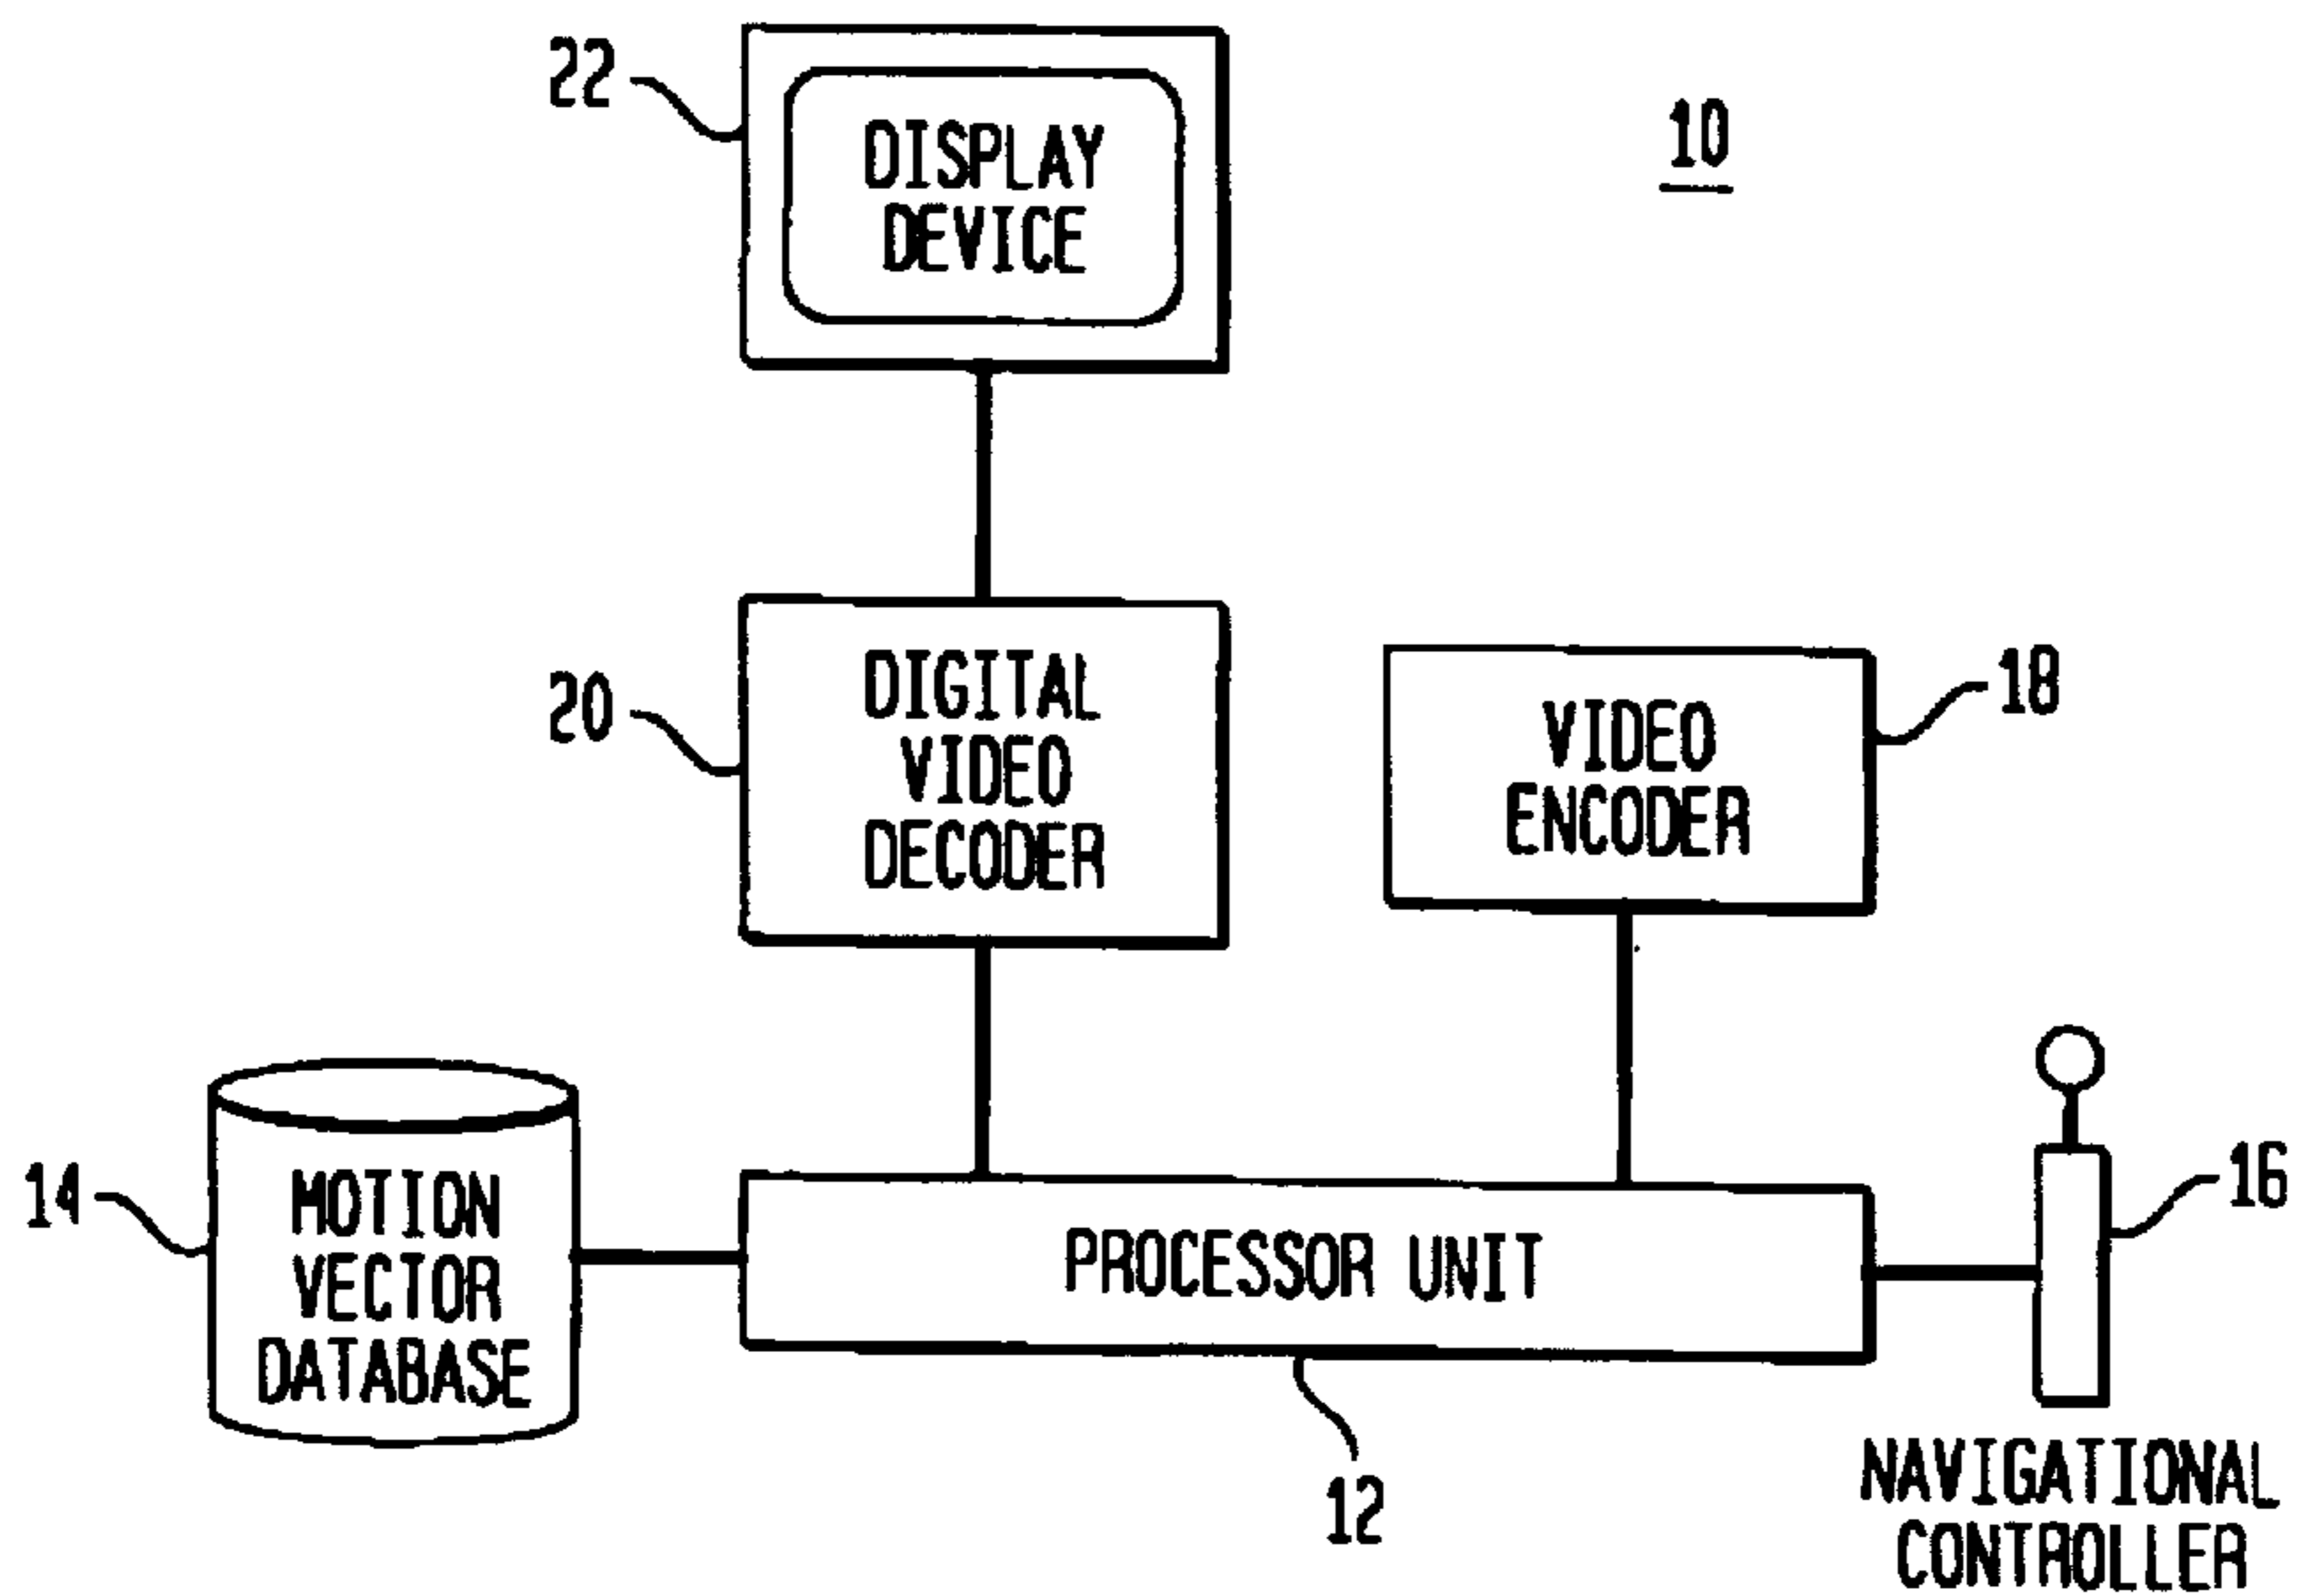 22
DISPLAY
DEVICE
10
20
DIGITAL
VIDEO
DECODER
VIDEO
ENCODER
18
14
MOTION
VECTOR
DATABASE
PROCESSOR UNIT
16
12
NAVIGATIONAL
CONTROLLER